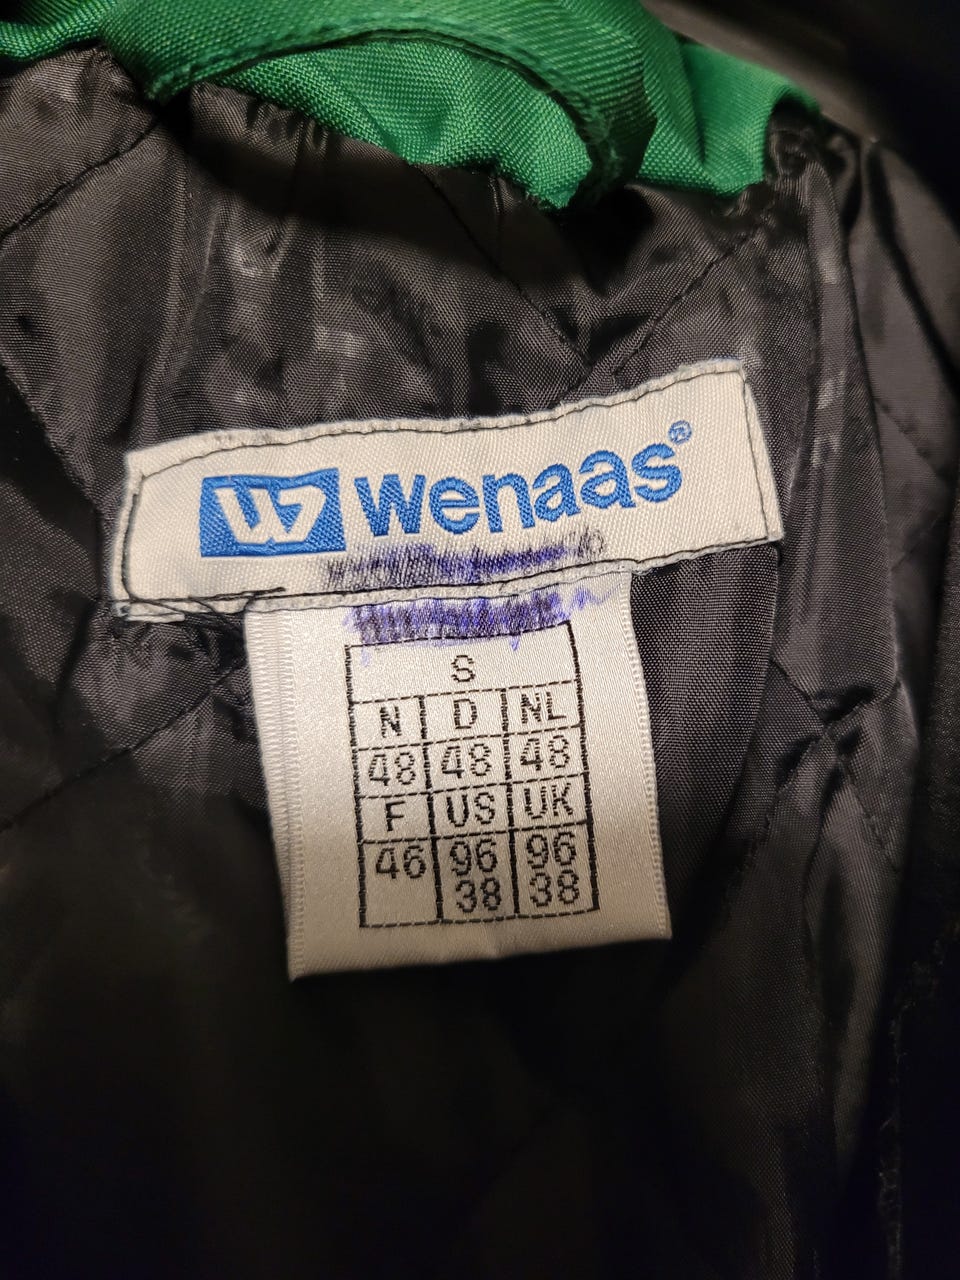 W wenaas®
S
N D NL
48 48 48
F US UK
46 96 96
38 38